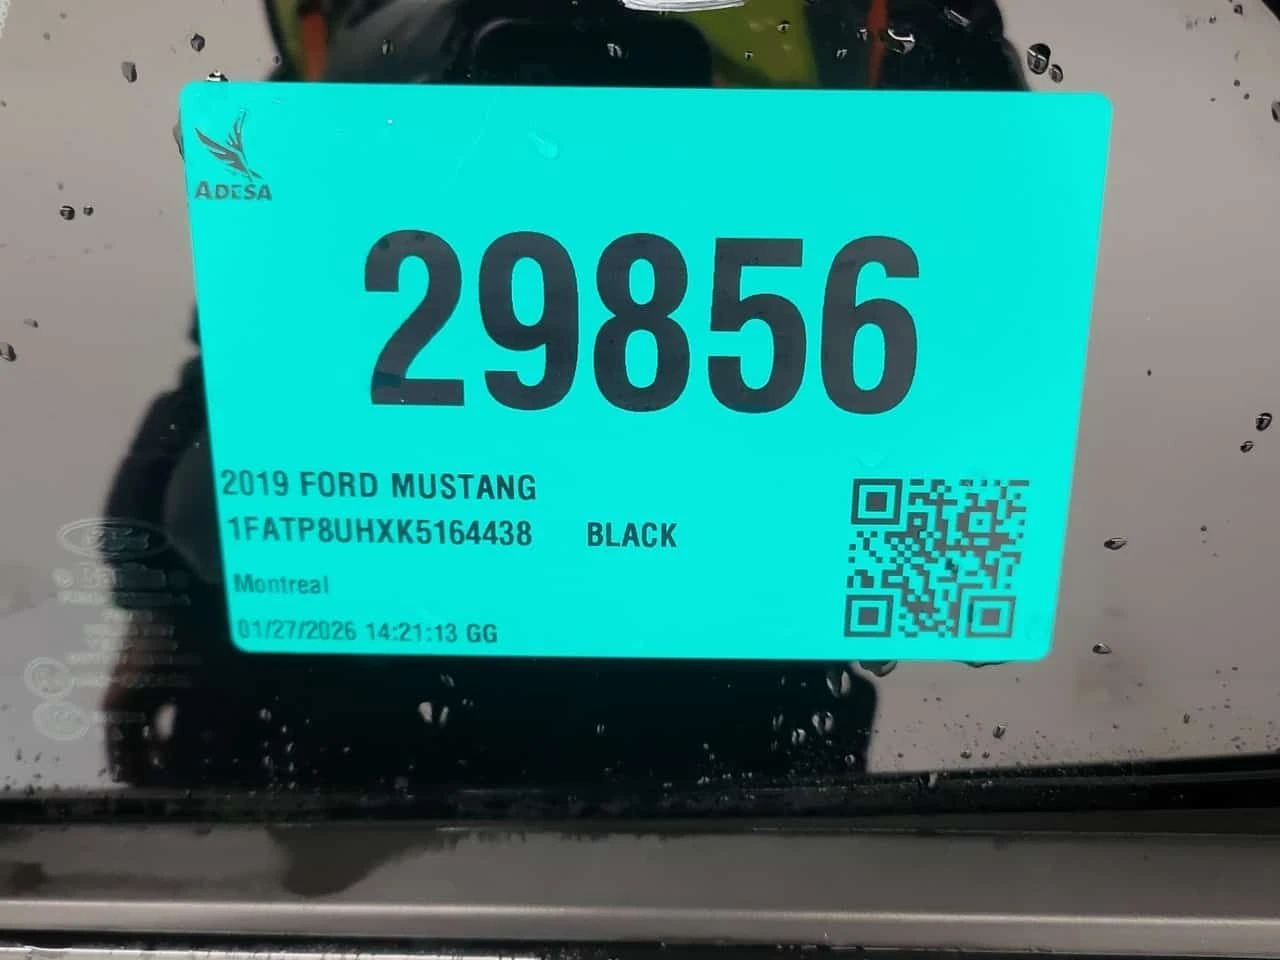 ADESA
29856
2019 FORD MUSTANG
1FATP8UHXK5164438 BLACK
Montreal
01/27/2026 14:21:13 GG